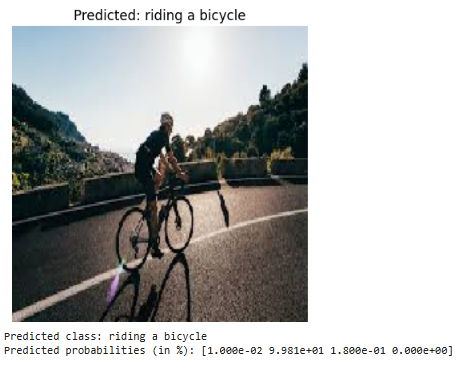 Predicted: riding a bicycle
Predicted class: riding a bicycle
Predicted probabilities (in %): [1.000e-02 9.981e+01 1.800e-01 0.000e+00]